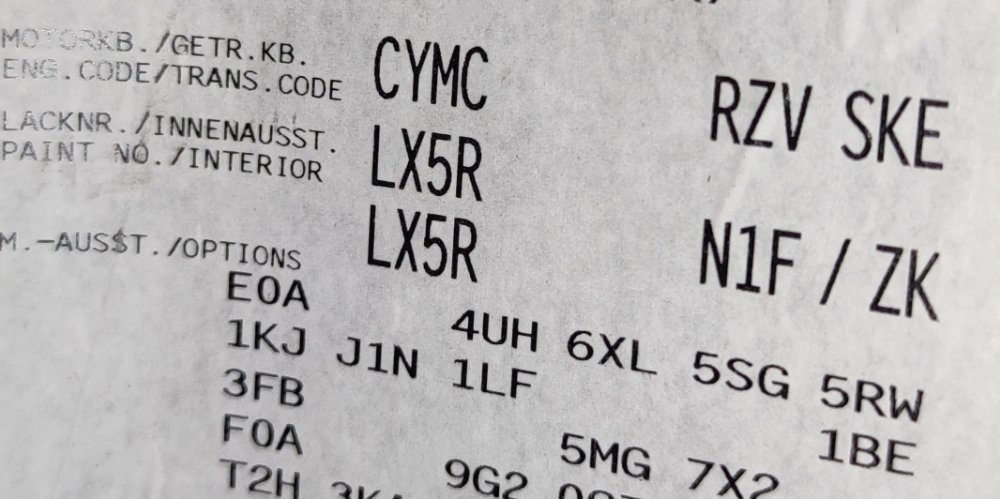 MOTORKB./GETR.KB.
ENG.CODE/TRANS.CODE CYMC RZV SKE
LACKNR./INNENAUSST.
PAINT NO./INTERIOR LX5R
LX5R N1F / ZK
M.-AUSST./OPTIONS
E0A 4UH 6XL 5SG 5RW
1KJ J1N 1LF 1BE
3FB 5MG 7X2
F0A 9G2
T2H